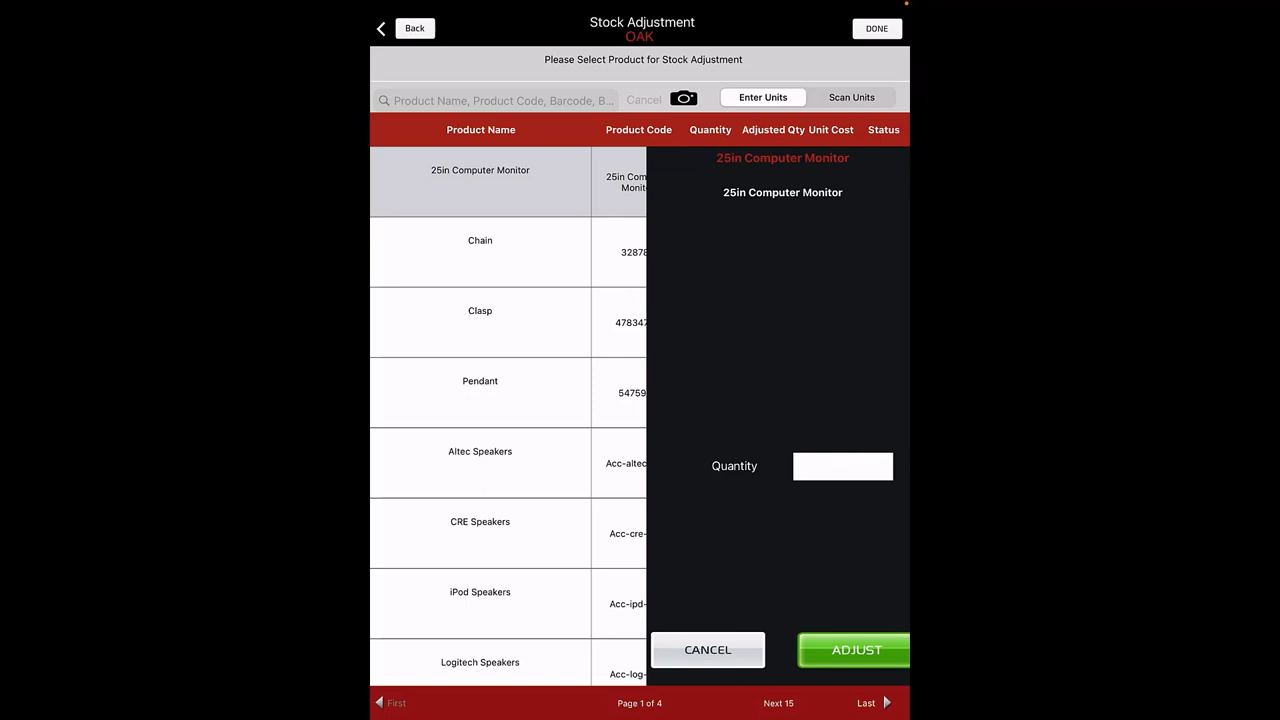 Back
Stock Adjustment
OAK
DONE
Please Select Product for Stock Adjustment
Product Name, Product Code, Barcode, B...
Cancel
Enter Units
Scan Units
Product Name
Product Code
Quantity
Adjusted Qty
Unit Cost
Status
25in Computer Monitor
25in Com
Monit
25in Computer Monitor
25in Computer Monitor
Chain
32878
Clasp
478347
Pendant
54759
Altec Speakers
Acc-altec
Quantity
CRE Speakers
Acc-cre-
iPod Speakers
Acc-ipd-
Logitech Speakers
Acc-log-
CANCEL
ADJUST
First
Page 1 of 4
Next 15
Last